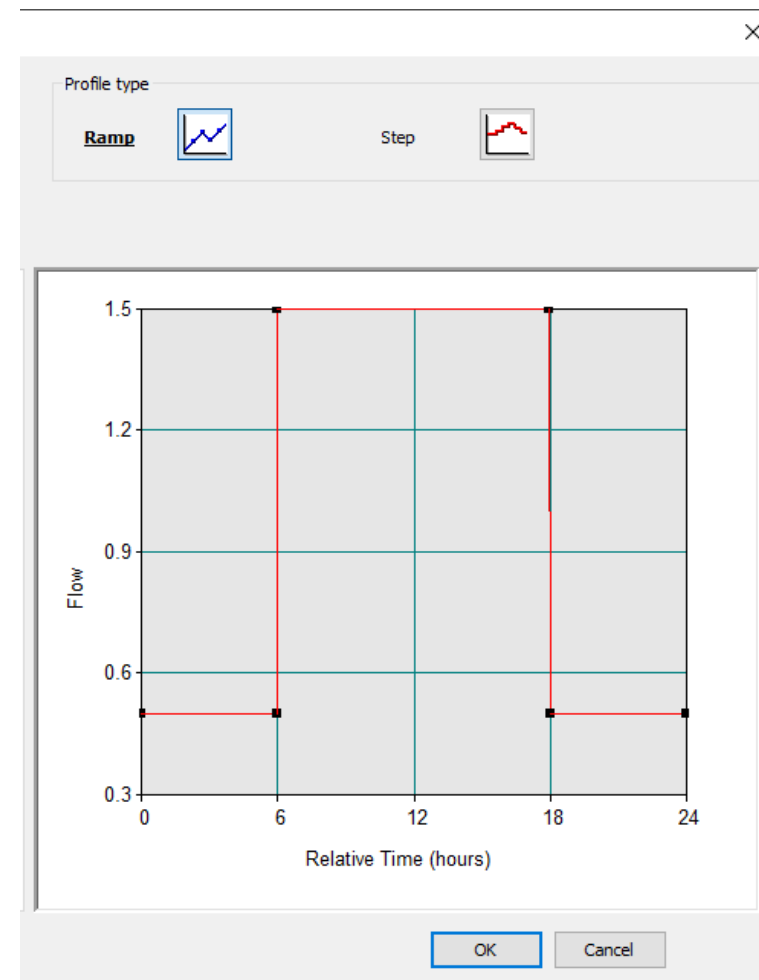 Profile type
Ramp
Step
1.5
1.2
0.9
0.6
0.3
Flow
0
6
12
18
24
Relative Time (hours)
OK
Cancel